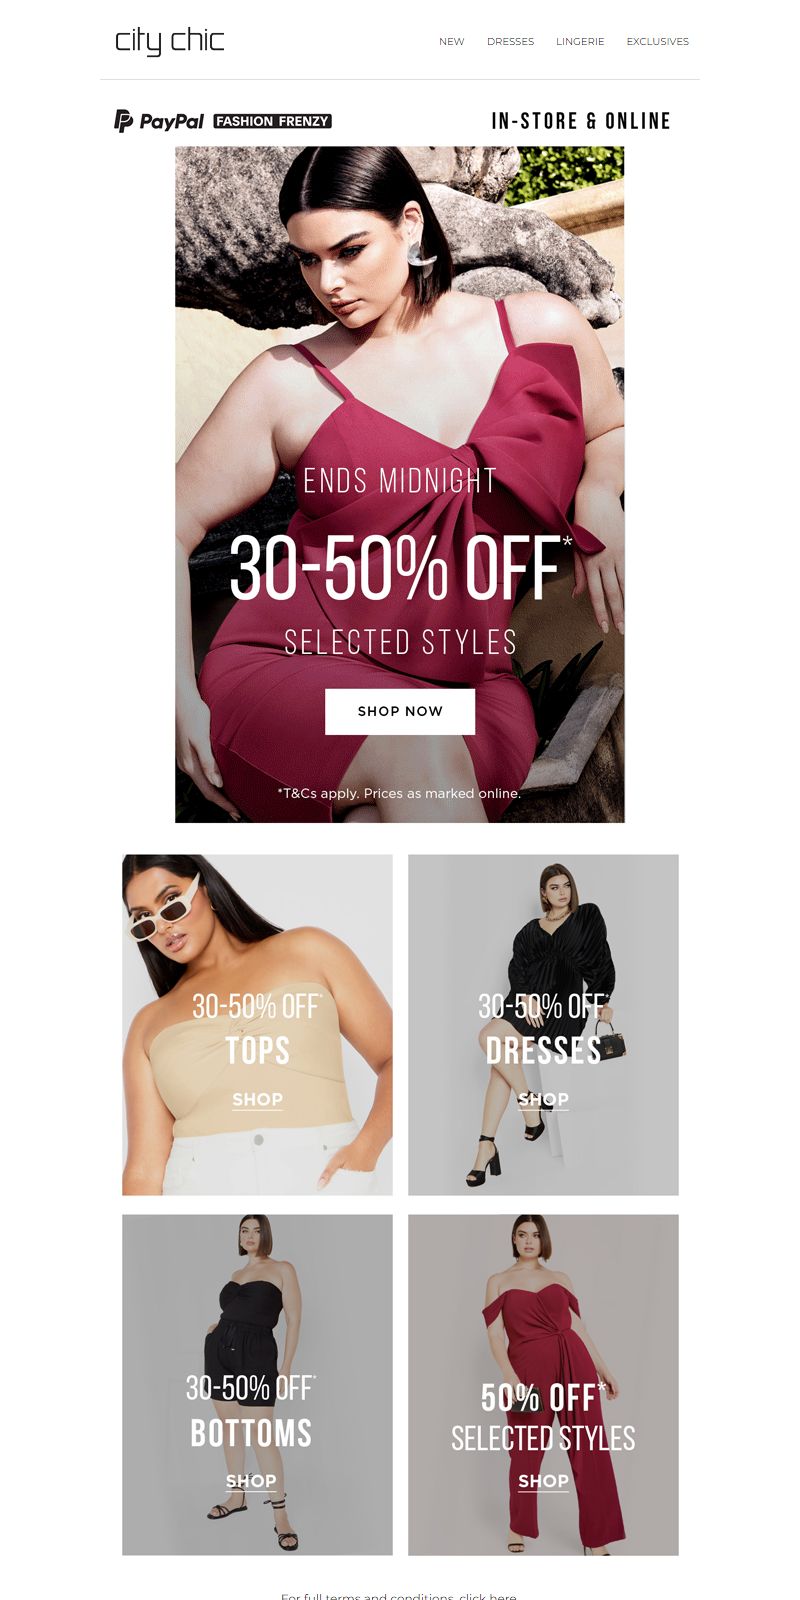 city chic
NEW DRESSES LINGERIE EXCLUSIVES
PayPal FASHION FRENZY
IN-STORE & ONLINE
ENDS MIDNIGHT
30-50% OFF*
SELECTED STYLES
SHOP NOW
*T&Cs apply. Prices as marked online.
30-50% OFF*
TOPS
SHOP
30-50% OFF*
DRESSES
SHOP
30-50% OFF*
BOTTOMS
SHOP
50% OFF*
SELECTED STYLES
SHOP
For full terms and conditions, click here